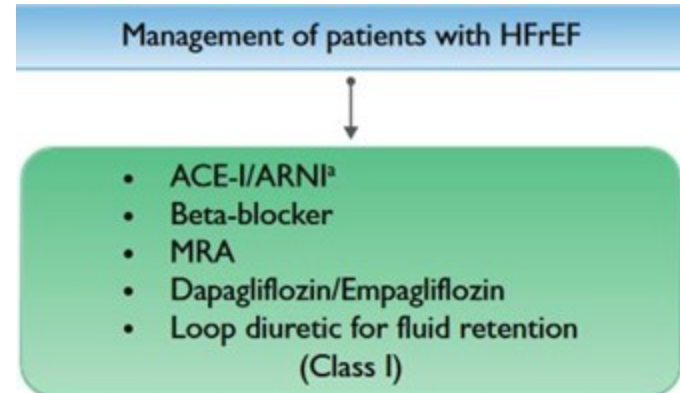 Management of patients with HFrEF
• ACE-I/ARNIᵃ
• Beta-blocker
• MRA
• Dapagliflozin/Empagliflozin
• Loop diuretic for fluid retention
(Class I)